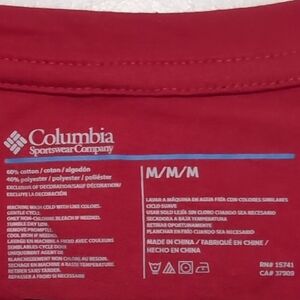 Columbia
Sportswear Company
60% cotton / coton / algodón
40% polyester / polyester / poliéster
EXCLUSIVE OF DECORATION/SAUF DÉCORATION/
EXCLUYE LA DECORACIÓN
MACHINE WASH COLD WITH LIKE COLORS.
GENTLE CYCLE.
ONLY NON-CHLORINE BLEACH IF NEEDED.
TUMBLE DRY LOW.
REMOVE PROMPTLY.
COOL IRON IF NEEDED.
M/M/M
LAVAR A MÁQUINA EN AGUA FRÍA CON COLORES SIMILARES
CICLO SUAVE
USAR SOLO LEJÍA SIN CLORO CUANDO SEA NECESARIO
SECADORA A BAJA TEMPERATURA
RETIRAR OPORTUNAMENTE
PLANCHA TIBIA CUANDO SEA NECESARIO
MADE IN CHINA / FABRIQUÉ EN CHINE /
HECHO EN CHINA
RN# 15741
CA# 37909